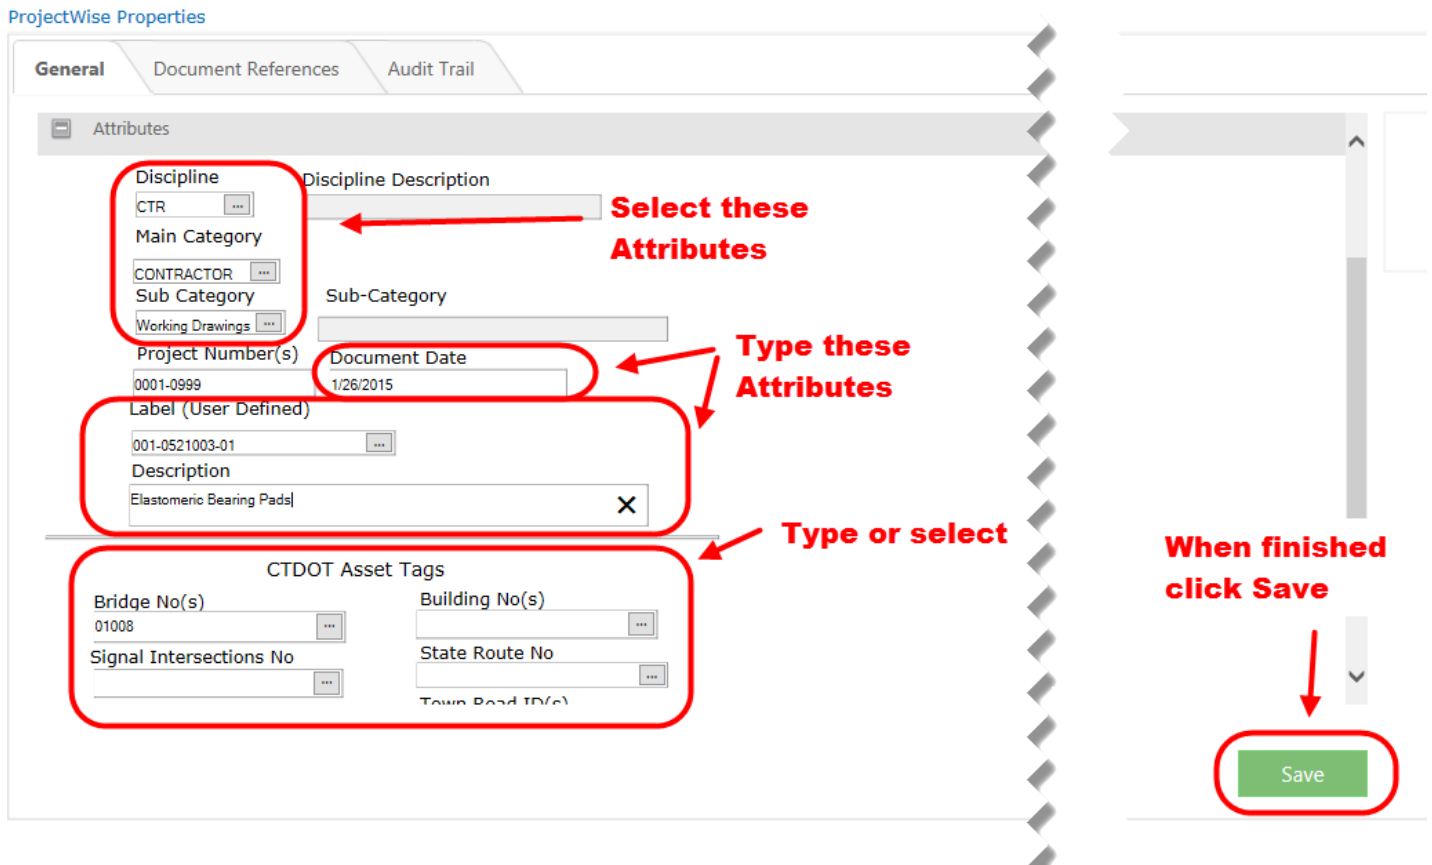 ProjectWise Properties
General Document References Audit Trail
Attributes
Discipline Discipline Description
CTR ...
Select these
Attributes
Main Category
CONTRACTOR ...
Sub Category Sub-Category
Working Drawings ...
Type these
Attributes
Project Number(s) Document Date
0001-0999 1/26/2015
Label (User Defined)
001-0521003-01 ...
Description
Elastomeric Bearing Pads
Type or select
When finished
click Save
CTDOT Asset Tags
Bridge No(s) Building No(s)
01008 ... ...
Signal Intersections No State Route No
... ...
Town Road ID(s)
Save